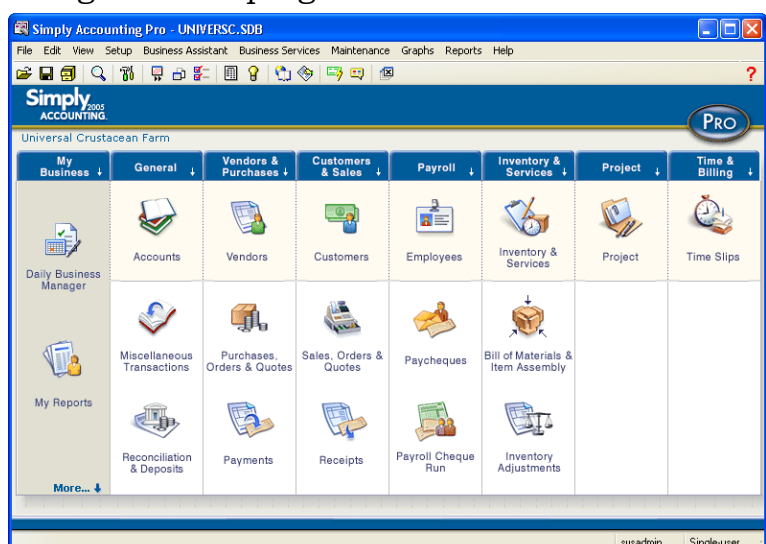 Simply Accounting Pro - UNIVERSC.SDB
File Edit View Setup Business Assistant Business Services Maintenance Graphs Reports Help
?
Simply 2005
ACCOUNTING.
PRO
Universal Crustacean Farm
My Business
General
Vendors & Purchases
Customers & Sales
Payroll
Inventory & Services
Project
Time & Billing
Daily Business
Manager
Accounts
Vendors
Customers
Employees
Inventory &
Services
Project
Time Slips
My Reports
Miscellaneous
Transactions
Purchases,
Orders & Quotes
Sales, Orders &
Quotes
Paycheques
Bill of Materials &
Item Assembly
Reconciliation
& Deposits
Payments
Receipts
Payroll Cheque
Run
Inventory
Adjustments
More...
sysadmin Single-user